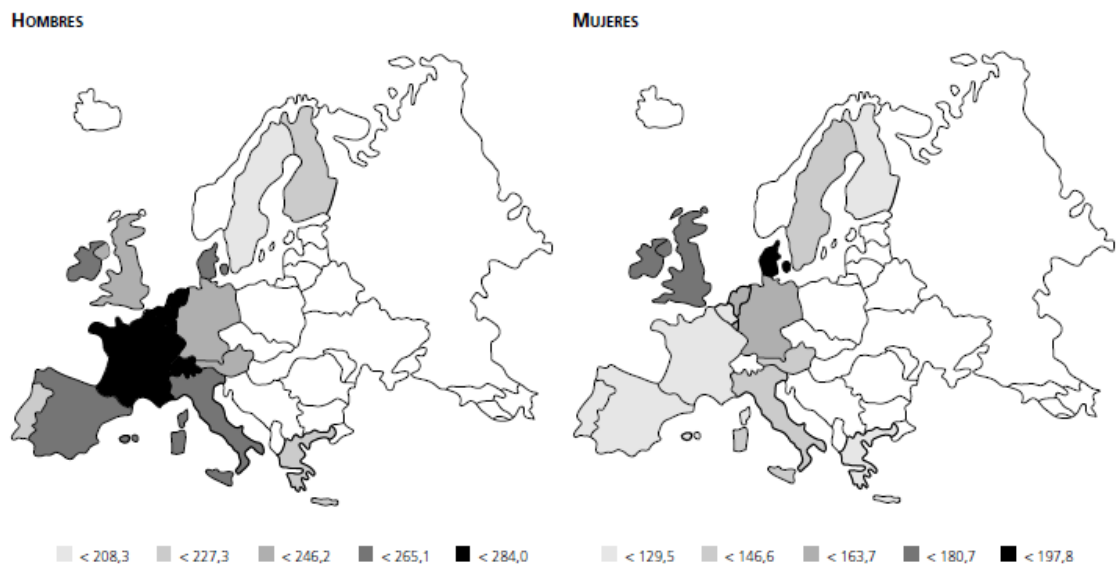 HOMBRES
MUJERES
< 208,3 < 227,3 < 246,2 < 265,1 < 284,0
< 129,5 < 146,6 < 163,7 < 180,7 < 197,8